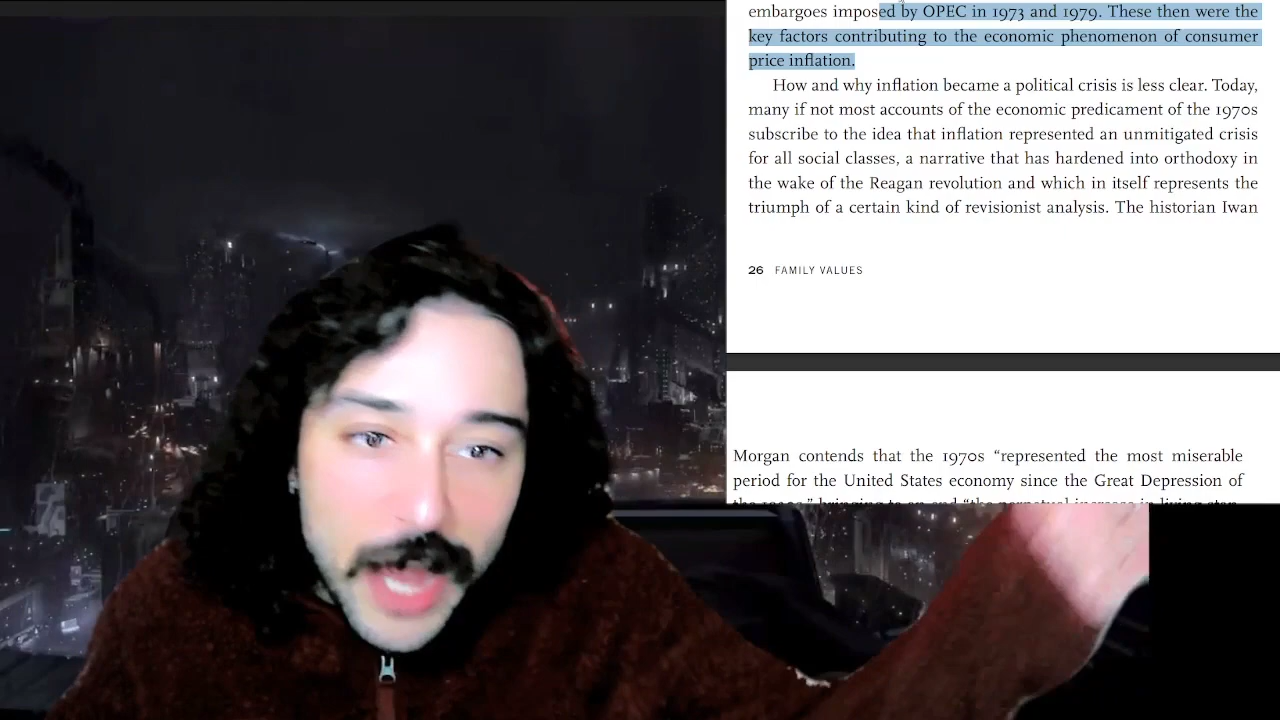 embargoes imposed by OPEC in 1973 and 1979. These then were the
key factors contributing to the economic phenomenon of consumer
price inflation.
How and why inflation became a political crisis is less clear. Today,
many if not most accounts of the economic predicament of the 1970s
subscribe to the idea that inflation represented an unmitigated crisis
for all social classes, a narrative that has hardened into orthodoxy in
the wake of the Reagan revolution and which in itself represents the
triumph of a certain kind of revisionist analysis. The historian Iwan
26 FAMILY VALUES
Morgan contends that the 1970s “represented the most miserable
period for the United States economy since the Great Depression of